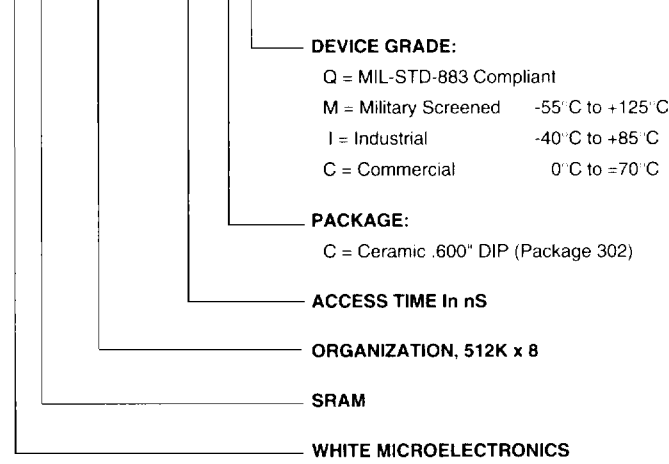 DEVICE GRADE:
Q = MIL-STD-883 Compliant
M = Military Screened -55°C to +125°C
I = Industrial -40°C to +85°C
C = Commercial 0°C to =70°C
PACKAGE:
C = Ceramic .600" DIP (Package 302)
ACCESS TIME In nS
ORGANIZATION, 512K x 8
SRAM
WHITE MICROELECTRONICS